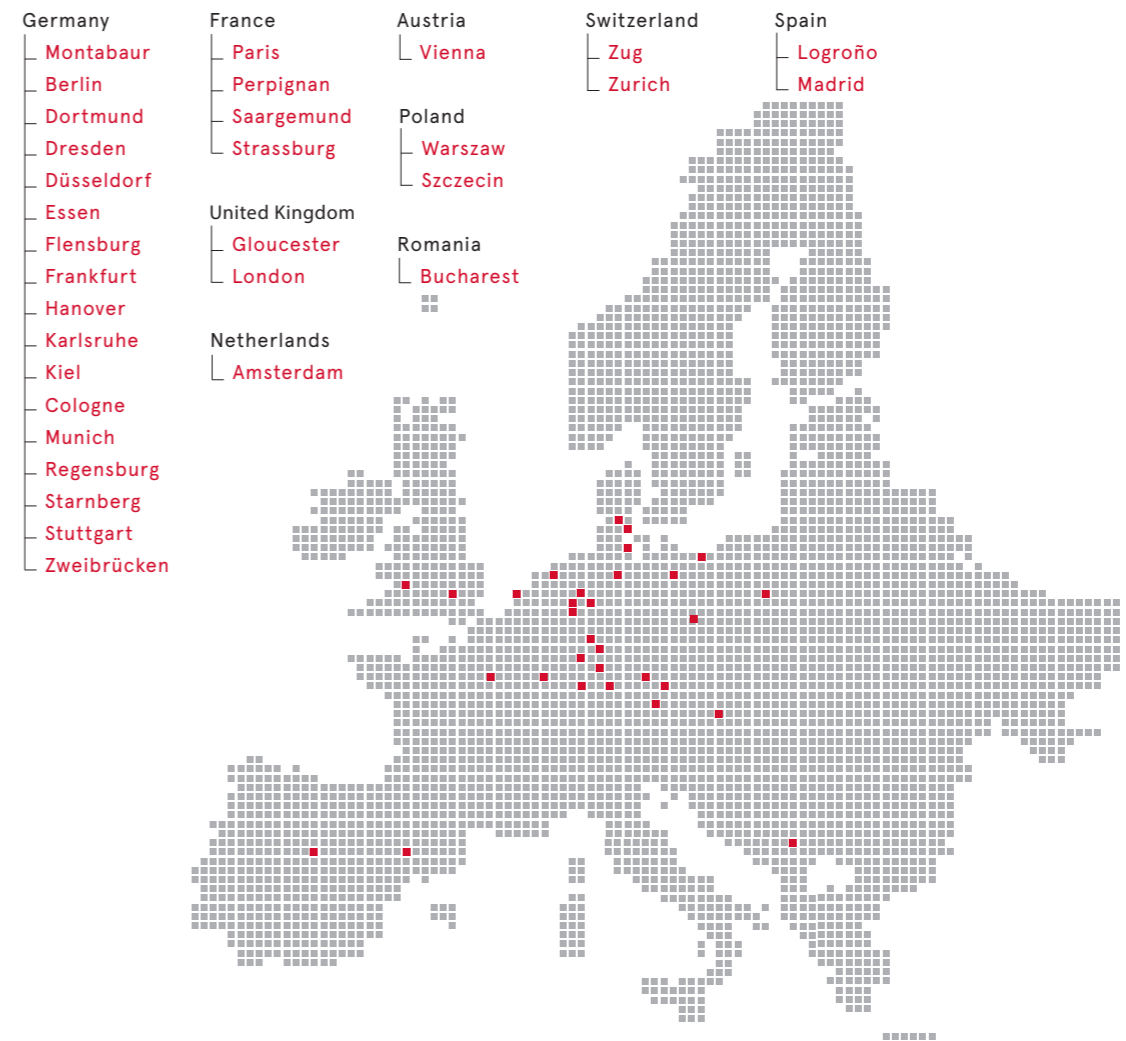 Germany
Montabaur
Berlin
Dortmund
Dresden
Düsseldorf
Essen
Flensburg
Frankfurt
Hanover
Karlsruhe
Kiel
Cologne
Munich
Regensburg
Starnberg
Stuttgart
Zweibrücken
France
Paris
Perpignan
Saargemund
Strassburg
United Kingdom
Gloucester
London
Netherlands
Amsterdam
Austria
Vienna
Poland
Warszaw
Szczecin
Romania
Bucharest
Switzerland
Zug
Zurich
Spain
Logroño
Madrid